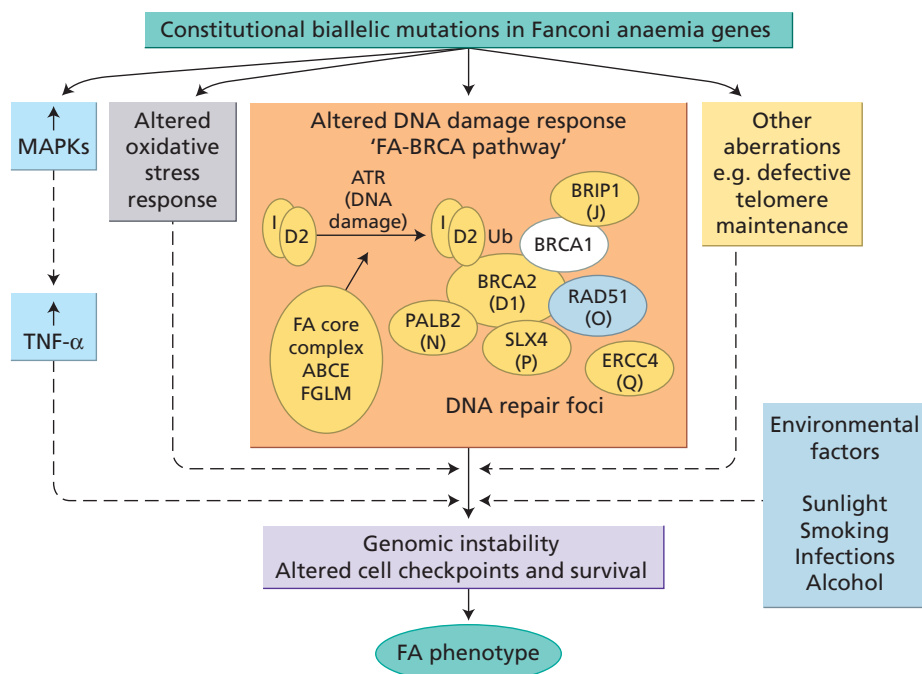 Constitutional biallelic mutations in Fanconi anaemia genes
↑
MAPKs
Altered
oxidative
stress
response
Altered DNA damage response
‘FA-BRCA pathway’
ATR
(DNA
damage)
I
D2
I
D2
Ub
BRIP1
(J)
BRCA1
BRCA2
(D1)
RAD51
(O)
PALB2
(N)
SLX4
(P)
ERCC4
(Q)
FA core
complex
ABCE
FGLM
DNA repair foci
Other
aberrations
e.g. defective
telomere
maintenance
↑
TNF-α
Environmental
factors
Sunlight
Smoking
Infections
Alcohol
Genomic instability
Altered cell checkpoints and survival
FA phenotype